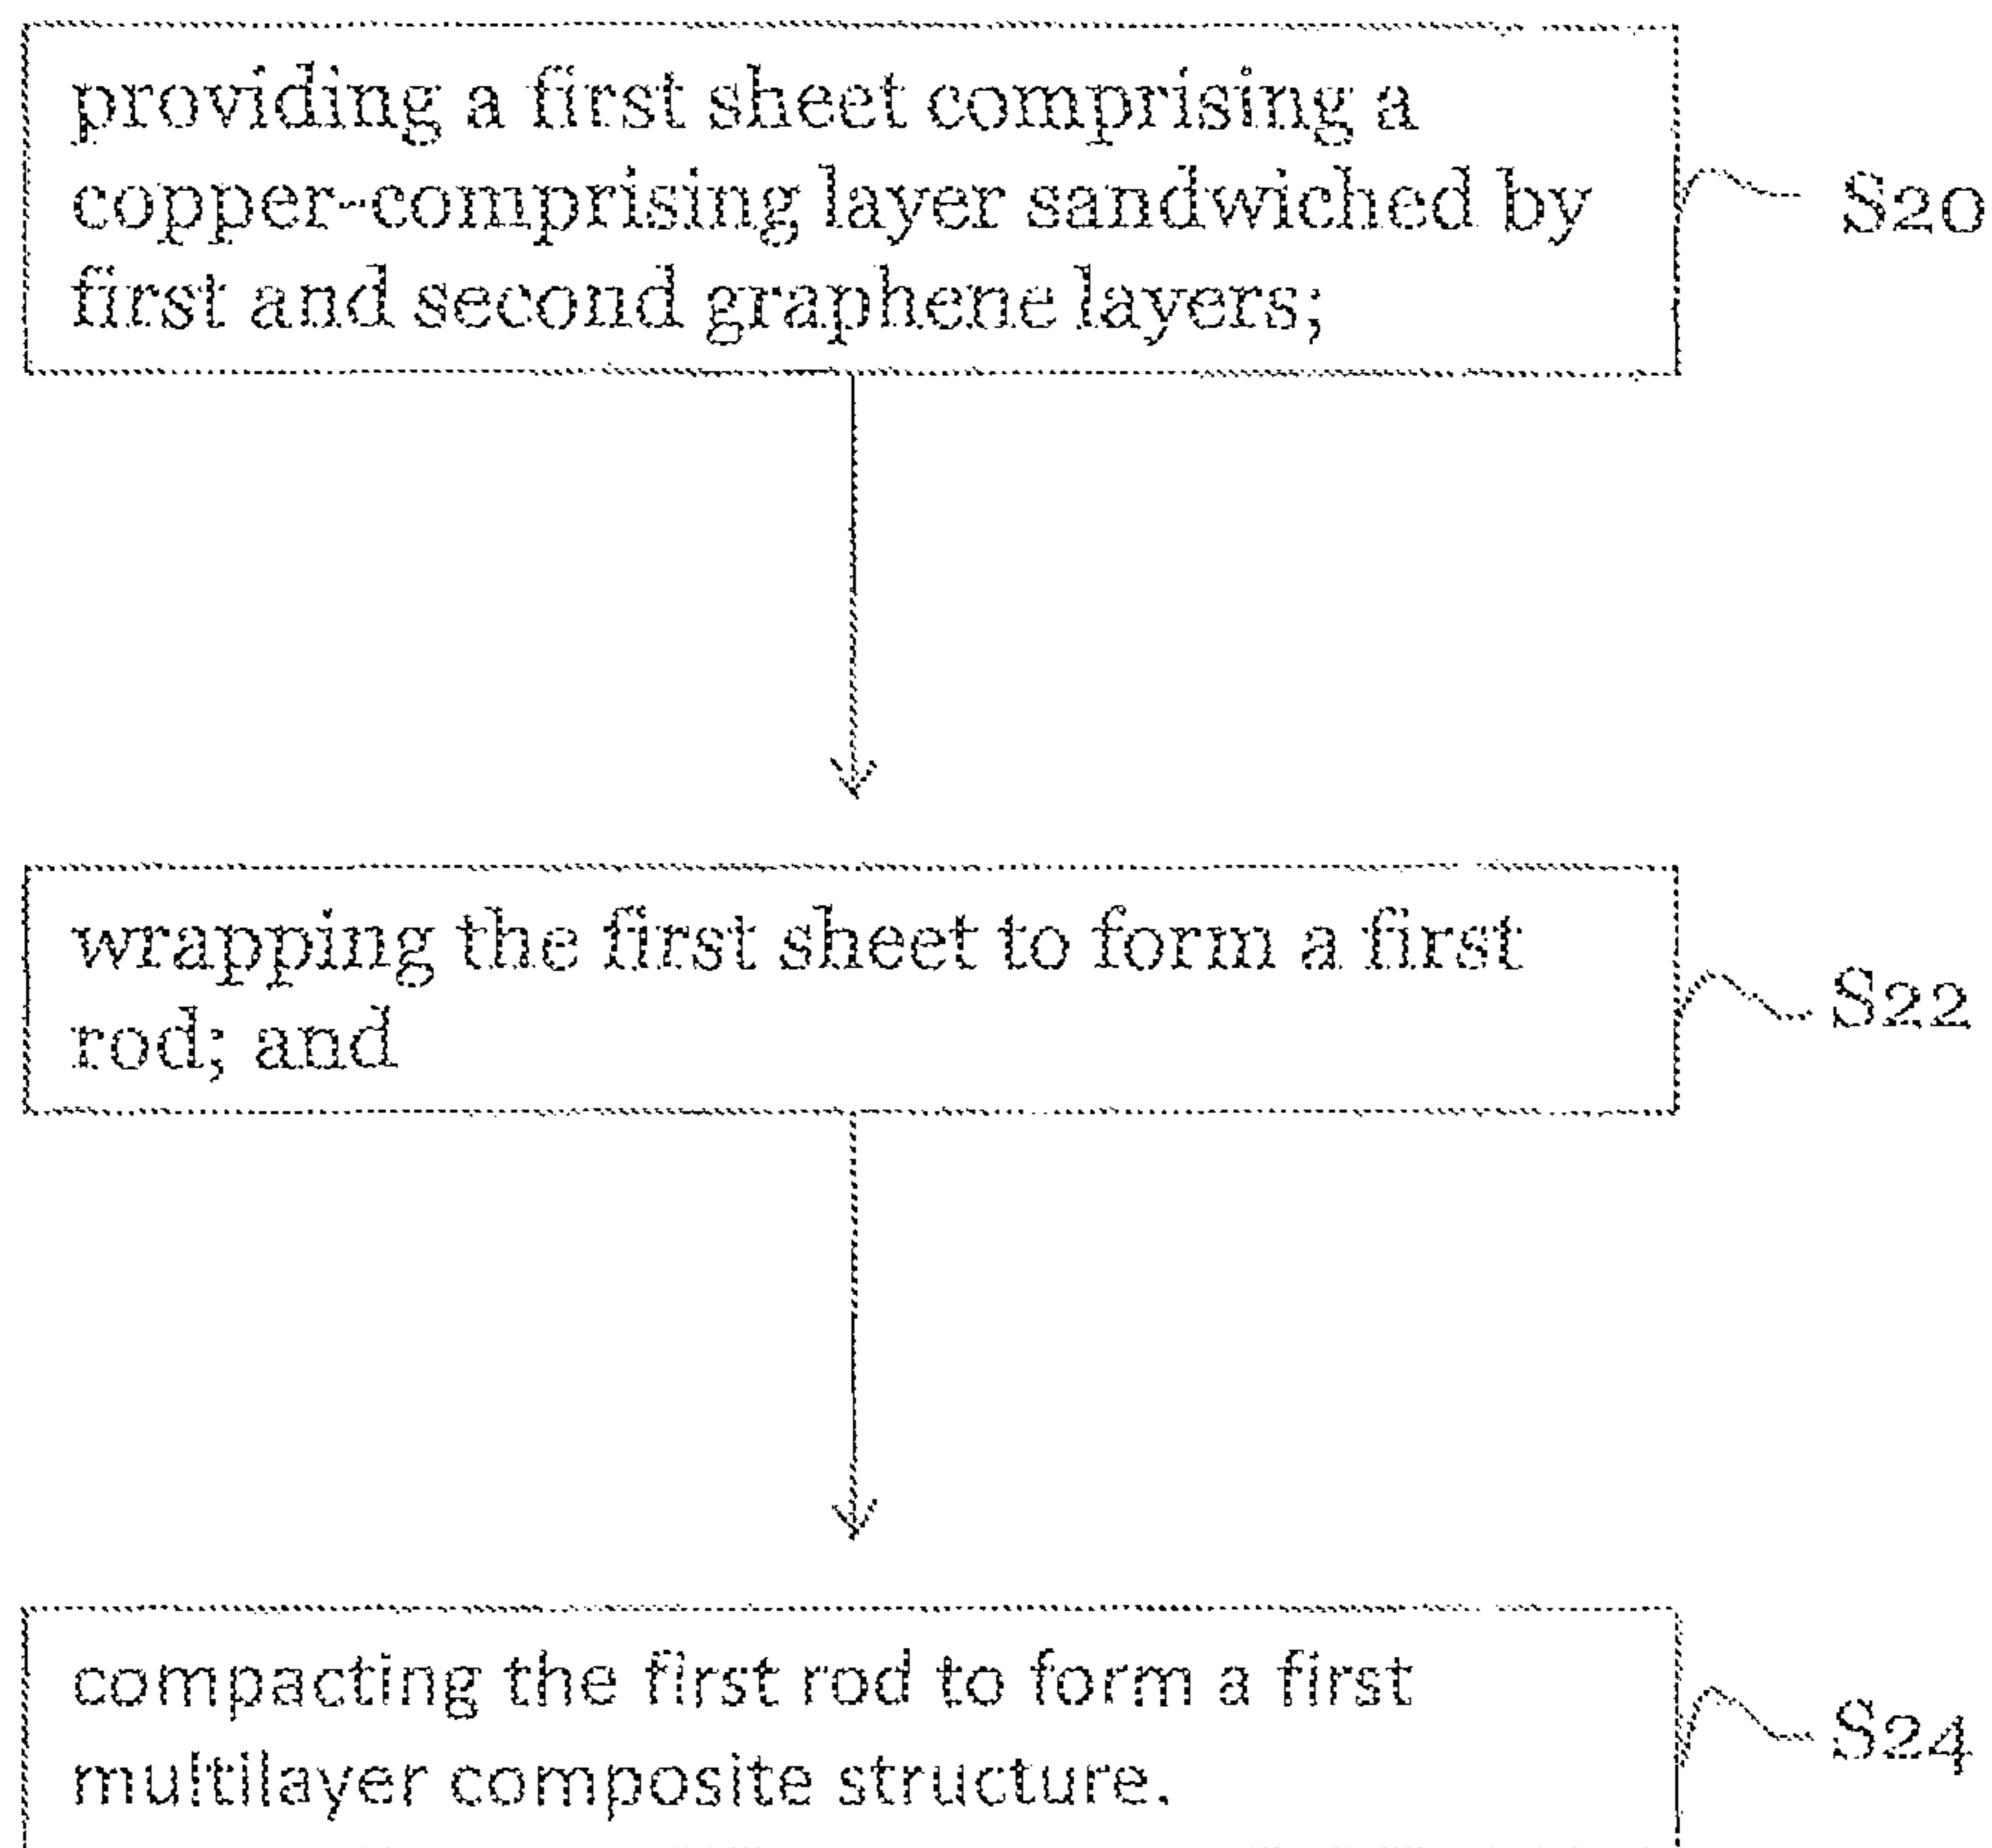 providing a first sheet comprising a
copper-comprising layer sandwiched by
first and second graphene layers;
S20
wrapping the first sheet to form a first
rod; and
S22
compacting the first rod to form a first
multilayer composite structure.
S24